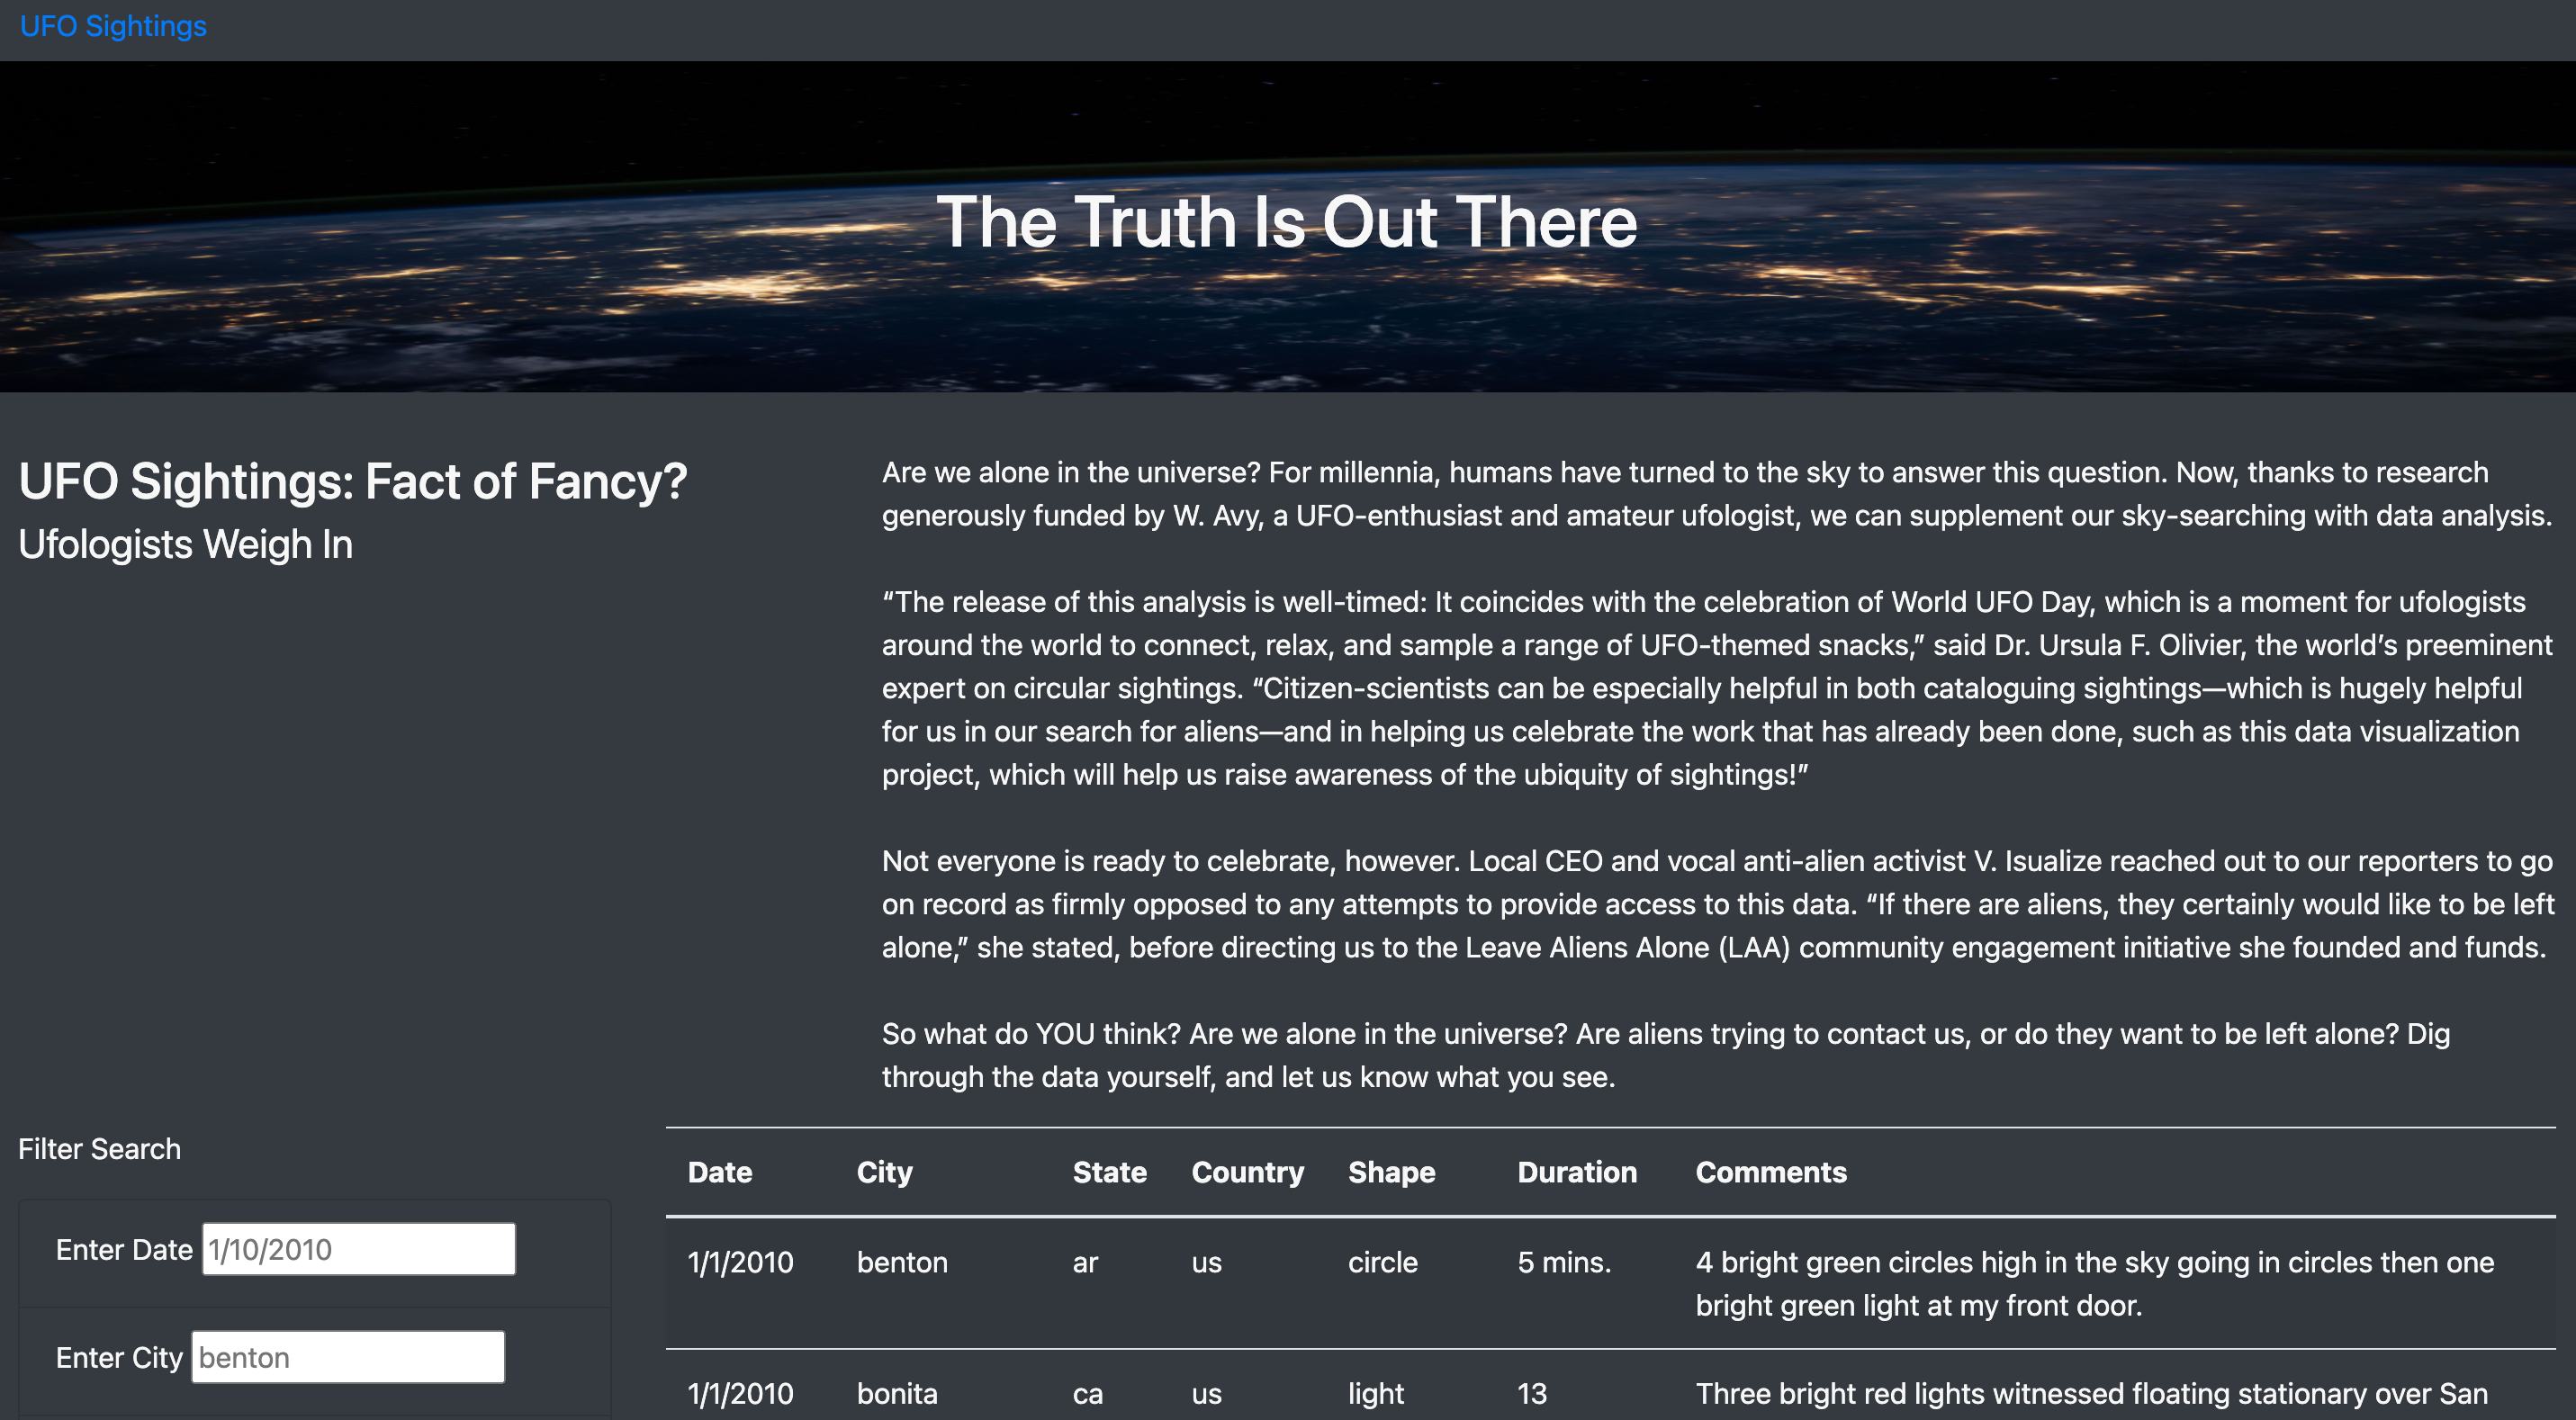 UFO Sightings
The Truth Is Out There
UFO Sightings: Fact of Fancy?
Ufologists Weigh In
Are we alone in the universe? For millennia, humans have turned to the sky to answer this question. Now, thanks to research
generously funded by W. Avy, a UFO-enthusiast and amateur ufologist, we can supplement our sky-searching with data analysis.
“The release of this analysis is well-timed: It coincides with the celebration of World UFO Day, which is a moment for ufologists
around the world to connect, relax, and sample a range of UFO-themed snacks,” said Dr. Ursula F. Olivier, the world’s preeminent
expert on circular sightings. “Citizen-scientists can be especially helpful in both cataloguing sightings—which is hugely helpful
for us in our search for aliens—and in helping us celebrate the work that has already been done, such as this data visualization
project, which will help us raise awareness of the ubiquity of sightings!”
Not everyone is ready to celebrate, however. Local CEO and vocal anti-alien activist V. Isualize reached out to our reporters to go
on record as firmly opposed to any attempts to provide access to this data. “If there are aliens, they certainly would like to be left
alone,” she stated, before directing us to the Leave Aliens Alone (LAA) community engagement initiative she founded and funds.
So what do YOU think? Are we alone in the universe? Are aliens trying to contact us, or do they want to be left alone? Dig
through the data yourself, and let us know what you see.
Filter Search
Enter Date 1/10/2010
Enter City benton
Date City State Country Shape Duration Comments
1/1/2010 benton ar us circle 5 mins. 4 bright green circles high in the sky going in circles then one
bright green light at my front door.
1/1/2010 bonita ca us light 13 Three bright red lights witnessed floating stationary over San